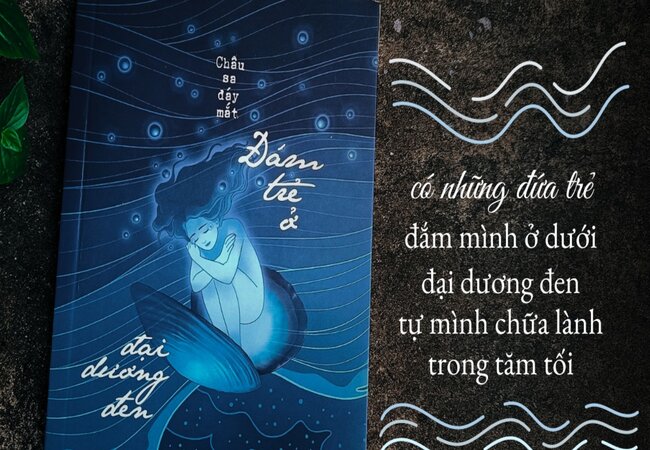 Châu
sa
đáy
mắt
Đám
trẻ
ở
đại
dương
đen
có những đứa trẻ
đắm mình ở dưới
đại dương đen
tự mình chữa lành
trong tăm tối